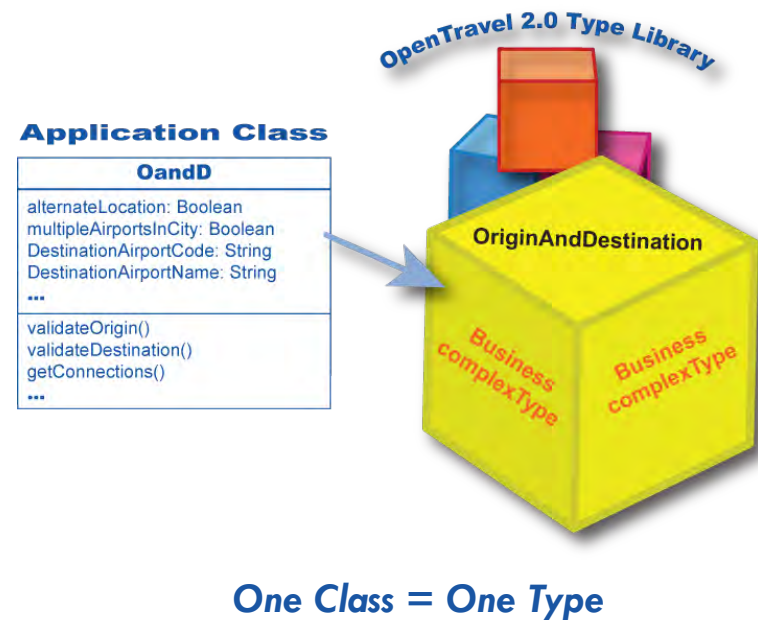 OpenTravel 2.0 Type Library
Application Class
OandD
alternateLocation: Boolean
multipleAirportsInCity: Boolean
DestinationAirportCode: String
DestinationAirportName: String
...
validateOrigin()
validateDestination()
getConnections()
...
OriginAndDestination
Business
complexType
Business
complexType
One Class = One Type